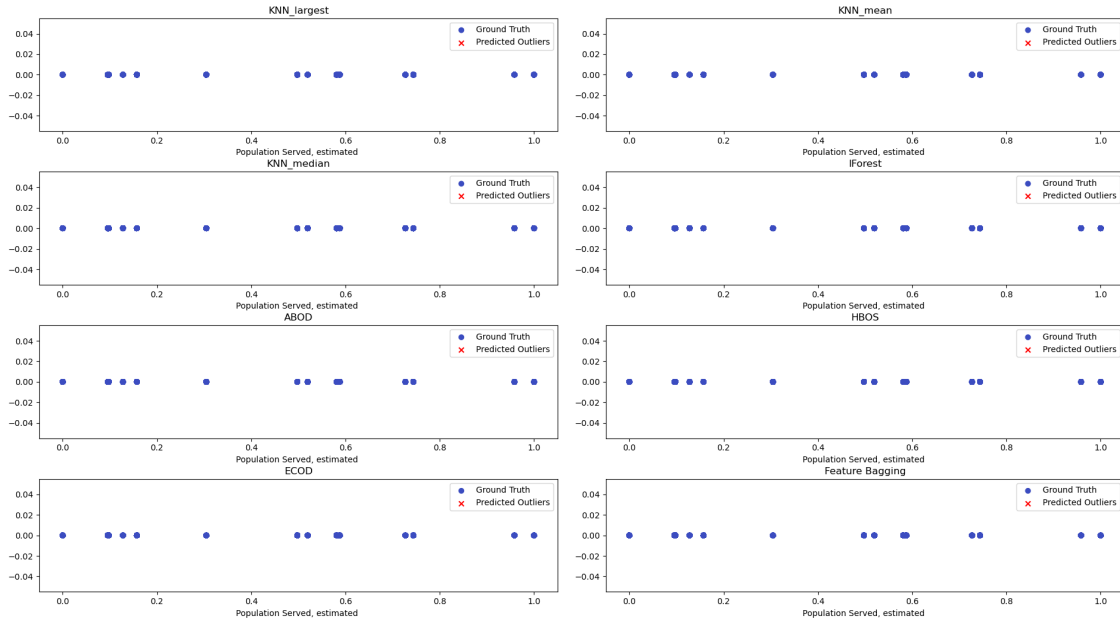 KNN_largest
0.04
0.02
0.00
−0.02
−0.04
Ground Truth
Predicted Outliers
0.0 0.2 0.4 0.6 0.8 1.0
Population Served, estimated
KNN_mean
0.04
0.02
0.00
−0.02
−0.04
Ground Truth
Predicted Outliers
0.0 0.2 0.4 0.6 0.8 1.0
Population Served, estimated
KNN_median
0.04
0.02
0.00
−0.02
−0.04
Ground Truth
Predicted Outliers
0.0 0.2 0.4 0.6 0.8 1.0
Population Served, estimated
IForest
0.04
0.02
0.00
−0.02
−0.04
Ground Truth
Predicted Outliers
0.0 0.2 0.4 0.6 0.8 1.0
Population Served, estimated
ABOD
0.04
0.02
0.00
−0.02
−0.04
Ground Truth
Predicted Outliers
0.0 0.2 0.4 0.6 0.8 1.0
Population Served, estimated
HBOS
0.04
0.02
0.00
−0.02
−0.04
Ground Truth
Predicted Outliers
0.0 0.2 0.4 0.6 0.8 1.0
Population Served, estimated
ECOD
0.04
0.02
0.00
−0.02
−0.04
Ground Truth
Predicted Outliers
0.0 0.2 0.4 0.6 0.8 1.0
Population Served, estimated
Feature Bagging
0.04
0.02
0.00
−0.02
−0.04
Ground Truth
Predicted Outliers
0.0 0.2 0.4 0.6 0.8 1.0
Population Served, estimated